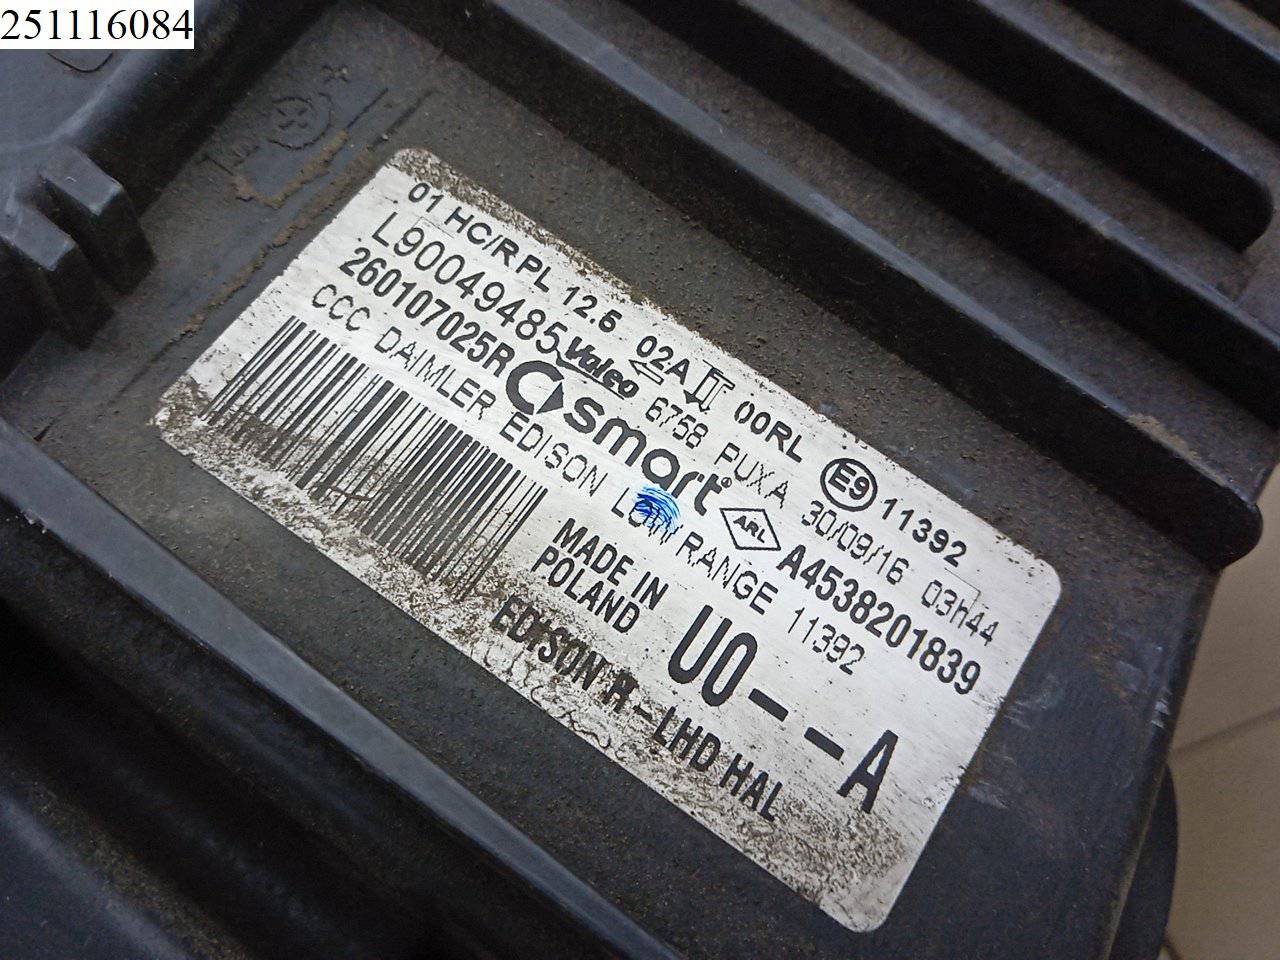 251116084
01 HC/R PL 12.5 02A 00RL E9 11392
L90049485 Valeo 6758 PUXA 30/09/16 03h44
260107025R smart ARL A4538201839
CCC DAIMLER EDISON LOW RANGE 11392
MADE IN
POLAND
U0--A
EDISON R - LHD HAL